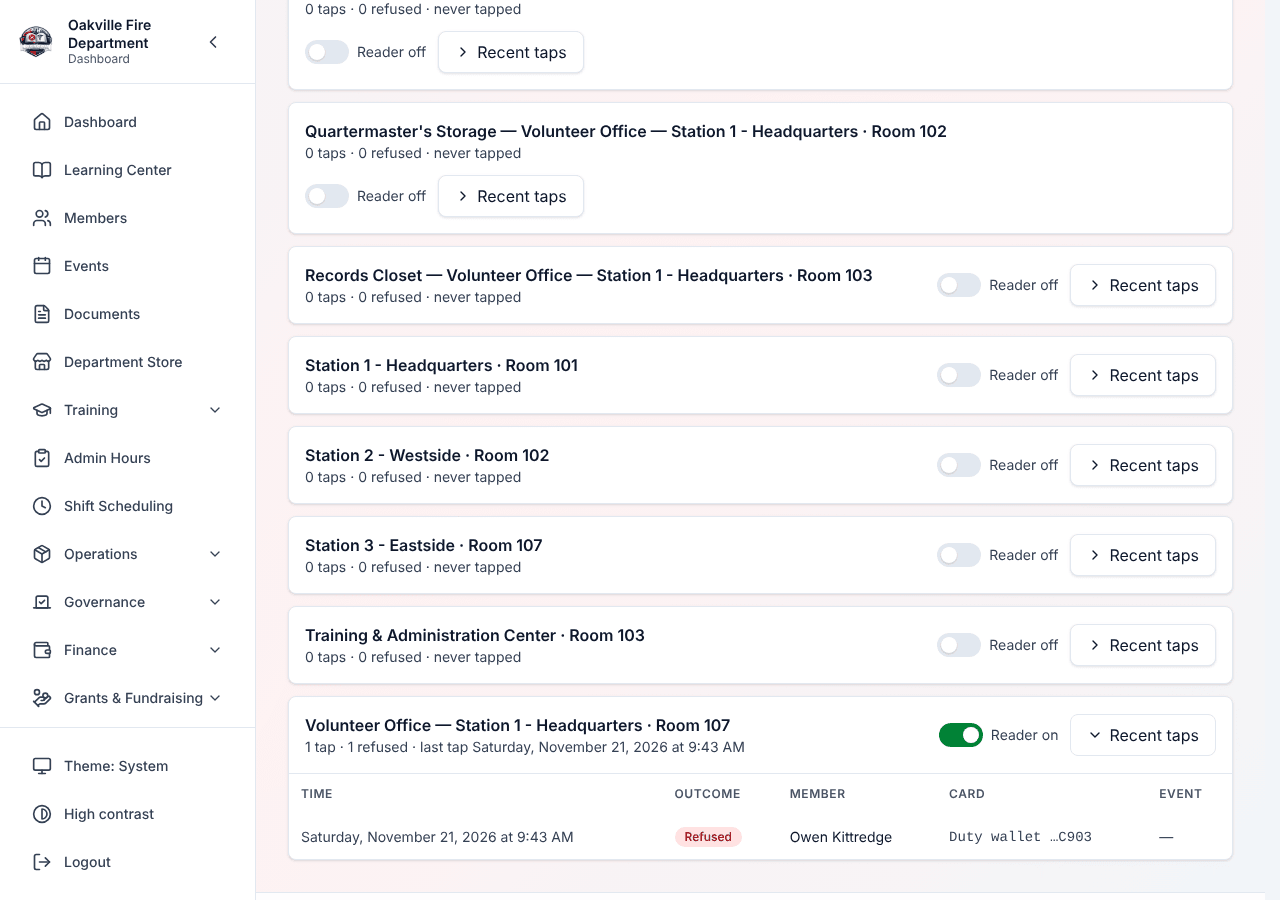 Oakville Fire
Department
Dashboard
Dashboard
Learning Center
Members
Events
Documents
Department Store
Training
Admin Hours
Shift Scheduling
Operations
Governance
Finance
Grants & Fundraising
Theme: System
High contrast
Logout
0 taps · 0 refused · never tapped
Reader off
Recent taps
Quartermaster's Storage — Volunteer Office — Station 1 - Headquarters · Room 102
0 taps · 0 refused · never tapped
Reader off
Recent taps
Records Closet — Volunteer Office — Station 1 - Headquarters · Room 103
0 taps · 0 refused · never tapped
Reader off
Recent taps
Station 1 - Headquarters · Room 101
0 taps · 0 refused · never tapped
Reader off
Recent taps
Station 2 - Westside · Room 102
0 taps · 0 refused · never tapped
Reader off
Recent taps
Station 3 - Eastside · Room 107
0 taps · 0 refused · never tapped
Reader off
Recent taps
Training & Administration Center · Room 103
0 taps · 0 refused · never tapped
Reader off
Recent taps
Volunteer Office — Station 1 - Headquarters · Room 107
1 tap · 1 refused · last tap Saturday, November 21, 2026 at 9:43 AM
Reader on
Recent taps
TIME OUTCOME MEMBER CARD EVENT
Saturday, November 21, 2026 at 9:43 AM Refused Owen Kittredge Duty wallet …C903 —